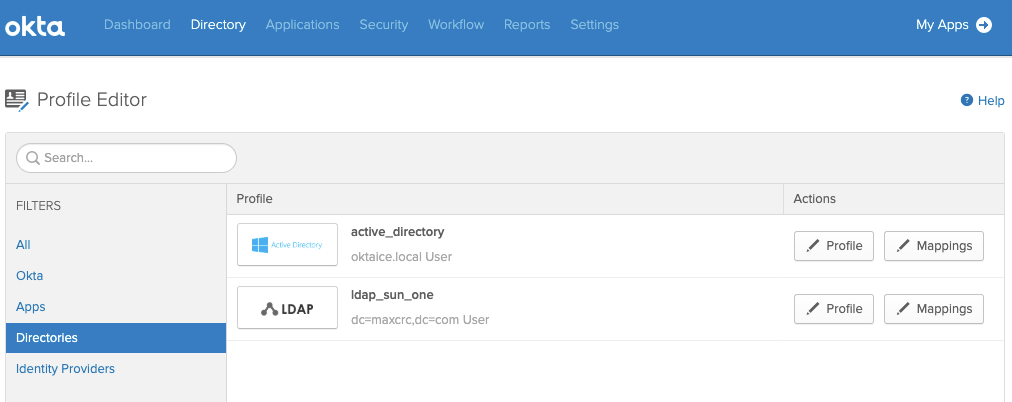 okta Dashboard Directory Applications Security Workflow Reports Settings My Apps
Profile Editor
? Help
Search...
FILTERS
All
Okta
Apps
Directories
Identity Providers
Profile Actions
Active Directory active_directory
oktaice.local User
Profile Mappings
LDAP ldap_sun_one
dc=maxcrc,dc=com User
Profile Mappings